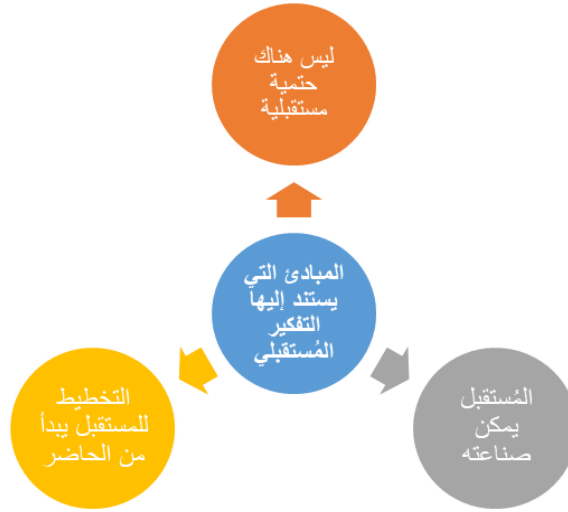 ليس هناك
حتمية
مستقبلية
المبادئ التي
يستند إليها
التفكير
المُستقبلي
المُستقبل
يمكن
صناعته
التخطيط
للمستقبل يبدأ
من الحاضر